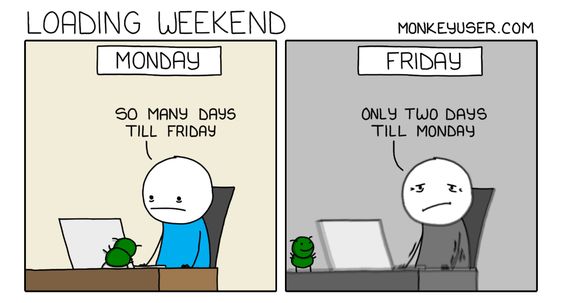 LOADING WEEKEND
MONKEYUSER.COM
MONDAY
SO MANY DAYS
TILL FRIDAY
FRIDAY
ONLY TWO DAYS
TILL MONDAY